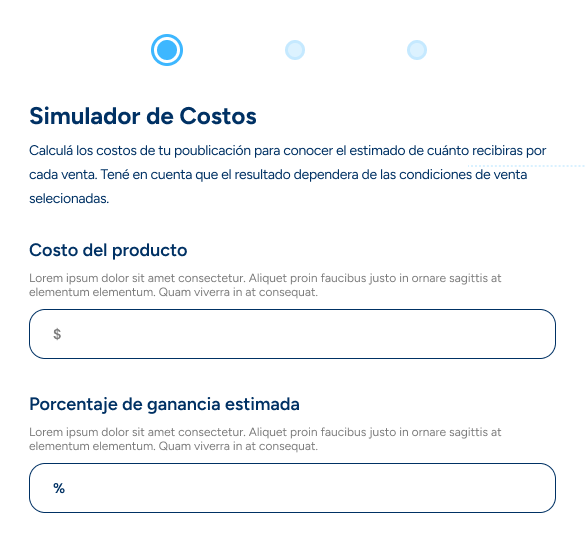 Simulador de Costos
Calculá los costos de tu poublicación para conocer el estimado de cuánto recibiras por
cada venta. Tené en cuenta que el resultado dependera de las condiciones de venta
selecionadas.
Costo del producto
Lorem ipsum dolor sit amet consectetur. Aliquet proin faucibus justo in ornare sagittis at
elementum elementum. Quam viverra in at consequat.
$
Porcentaje de ganancia estimada
Lorem ipsum dolor sit amet consectetur. Aliquet proin faucibus justo in ornare sagittis at
elementum elementum. Quam viverra in at consequat.
%